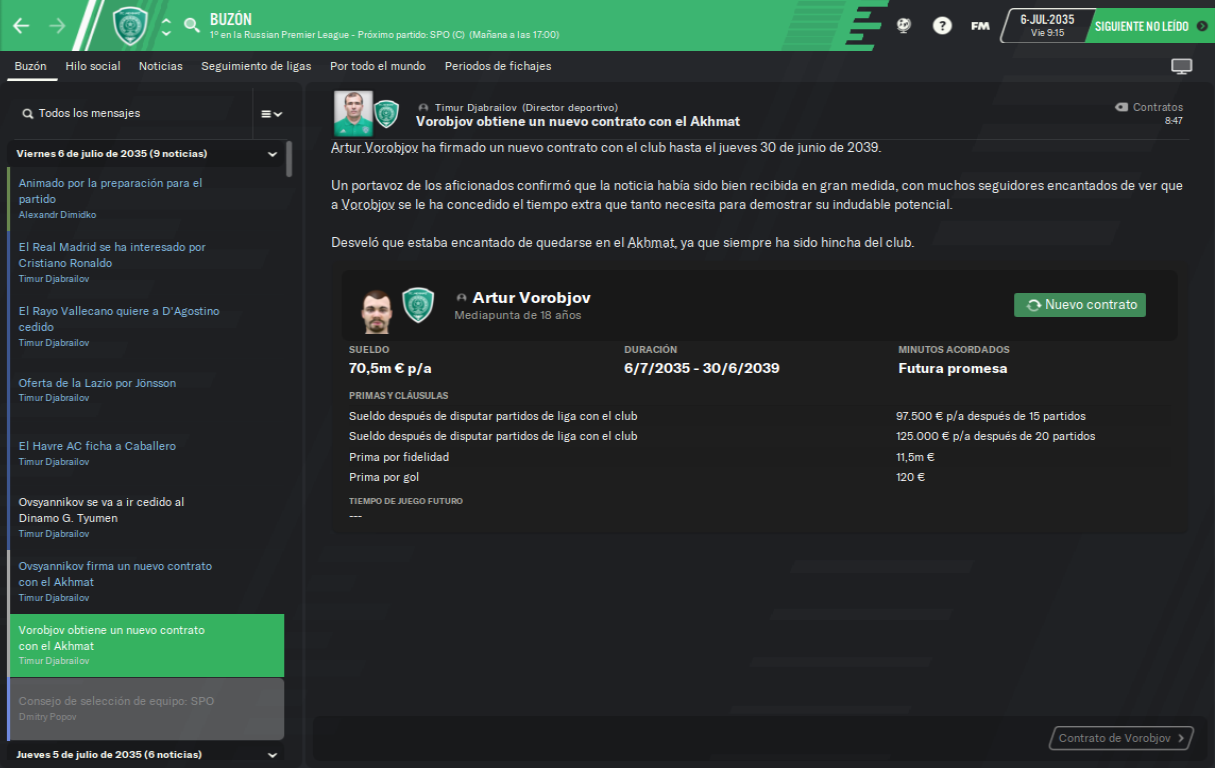 BUZÓN
1º en la Russian Premier League - Próximo partido: SPO (C) (Mañana a las 17:00)
FM
6-JUL-2035
Vie 9:15
SIGUIENTE NO LEÍDO
Buzón Hilo social Noticias Seguimiento de ligas Por todo el mundo Periodos de fichajes
Todos los mensajes
Viernes 6 de julio de 2035 (9 noticias)
Animado por la preparación para el
partido
Alexandr Dimidko
El Real Madrid se ha interesado por
Cristiano Ronaldo
Timur Djabrailov
El Rayo Vallecano quiere a D'Agostino
cedido
Timur Djabrailov
Oferta de la Lazio por Jönsson
Timur Djabrailov
El Havre AC ficha a Caballero
Timur Djabrailov
Ovsyannikov se va a ir cedido al
Dinamo G. Tyumen
Timur Djabrailov
Ovsyannikov firma un nuevo contrato
con el Akhmat
Timur Djabrailov
Vorobjov obtiene un nuevo contrato
con el Akhmat
Timur Djabrailov
Consejo de selección de equipo: SPO
Dmitry Popov
Jueves 5 de julio de 2035 (6 noticias)
Timur Djabrailov (Director deportivo)
Vorobjov obtiene un nuevo contrato con el Akhmat
Contratos
8:47
Artur Vorobjov ha firmado un nuevo contrato con el club hasta el jueves 30 de junio de 2039.
Un portavoz de los aficionados confirmó que la noticia había sido bien recibida en gran medida, con muchos seguidores encantados de ver que
a Vorobjov se le ha concedido el tiempo extra que tanto necesita para demostrar su indudable potencial.
Desveló que estaba encantado de quedarse en el Akhmat, ya que siempre ha sido hincha del club.
Artur Vorobjov
Mediapunta de 18 años
Nuevo contrato
SUELDO DURACIÓN MINUTOS ACORDADOS
70,5m € p/a 6/7/2035 - 30/6/2039 Futura promesa
PRIMAS Y CLÁUSULAS
Sueldo después de disputar partidos de liga con el club 97.500 € p/a después de 15 partidos
Sueldo después de disputar partidos de liga con el club 125.000 € p/a después de 20 partidos
Prima por fidelidad 11,5m €
Prima por gol 120 €
TIEMPO DE JUEGO FUTURO
---
Contrato de Vorobjov